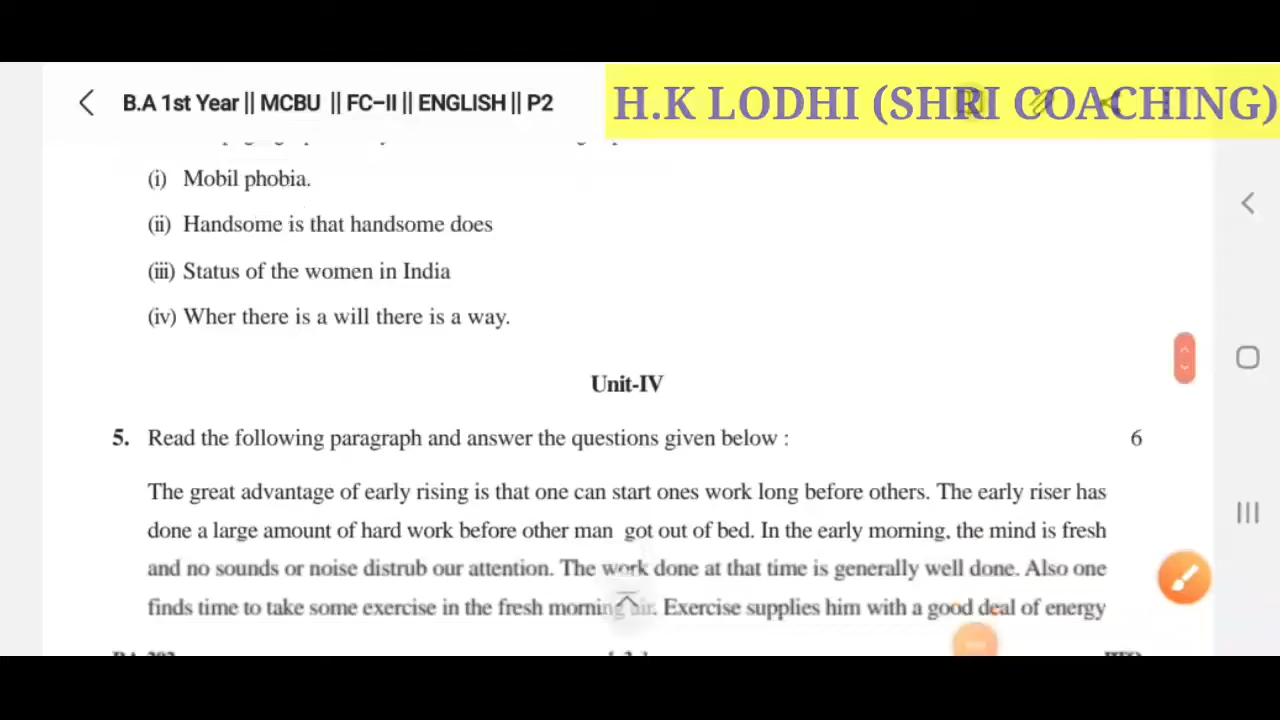 B.A 1st Year || MCBU || FC-II || ENGLISH || P2
H.K LODHI (SHRI COACHING)
(i) Mobil phobia.
(ii) Handsome is that handsome does
(iii) Status of the women in India
(iv) Wher there is a will there is a way.
Unit-IV
5. Read the following paragraph and answer the questions given below : 6
The great advantage of early rising is that one can start ones work long before others. The early riser has
done a large amount of hard work before other man got out of bed. In the early morning, the mind is fresh
and no sounds or noise distrub our attention. The work done at that time is generally well done. Also one
finds time to take some exercise in the fresh morning air. Exercise supplies him with a good deal of energy